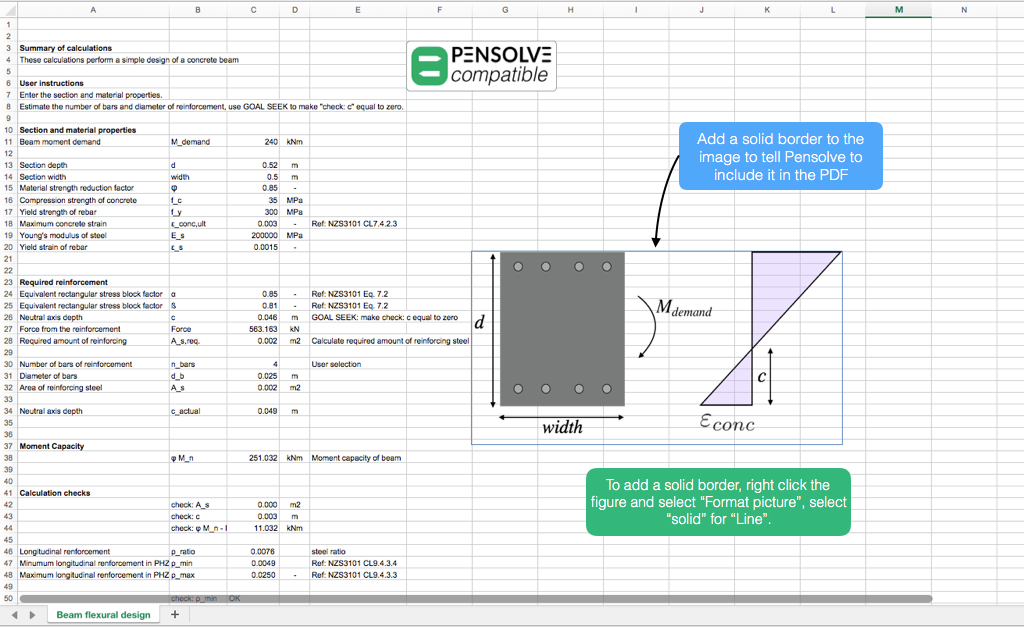 A B C D E F G H I J K L M N
1
2
3 Summary of calculations
4 These calculations perform a simple design of a concrete beam
5
6 User instructions
7 Enter the section and material properties.
8 Estimate the number of bars and diameter of reinforcement, use GOAL SEEK to make "check: c" equal to zero.
9
10 Section and material properties
11 Beam moment demand M_demand 240 kNm
12
13 Section depth d 0.52 m
14 Section width width 0.5 m
15 Material strength reduction factor φ 0.85 -
16 Compression strength of concrete f_c 35 MPa
17 Yield strength of rebar f_y 300 MPa
18 Maximum concrete strain ε_conc,ult 0.003 - Ref: NZS3101 CL7.4.2.3
19 Young's modulus of steel E_s 200000 MPa
20 Yield strain of rebar ε_s 0.0015 -
21
22
23 Required reinforcement
24 Equivalent rectangular stress block factor α 0.85 - Ref: NZS3101 Eq. 7.2
25 Equivalent rectangular stress block factor ß 0.81 - Ref: NZS3101 Eq. 7.2
26 Neutral axis depth c 0.046 m GOAL SEEK: make check: c equal to zero
27 Force from the reinforcement Force 563.163 kN
28 Required amount of reinforcing A_s,req. 0.002 m2 Calculate required amount of reinforcing steel
29
30 Number of bars of reinforcement n_bars 4 User selection
31 Diameter of bars d_b 0.025 m
32 Area of reinforcing steel A_s 0.002 m2
33
34 Neutral axis depth c_actual 0.049 m
35
36
37 Moment Capacity
38 φ M_n 251.032 kNm Moment capacity of beam
39
40
41 Calculation checks
42 check: A_s 0.000 m2
43 check: c 0.003 m
44 check: φ M_n - I 11.032 kNm
45
46 Longitudinal renforcement p_ratio 0.0076 steel ratio
47 Minumum longitudinal renforcement in PHZ p_min 0.0049 Ref: NZS3101 CL9.4.3.4
48 Maximum longitudinal renforcement in PHZ p_max 0.0250 - Ref: NZS3101 CL9.4.3.3
49
50 check: p_min OK
PENSOLVE
compatible
Add a solid border to the
image to tell Pensolve to
include it in the PDF
d
M demand
c
width
ε conc
To add a solid border, right click the
figure and select "Format picture", select
"solid" for "Line".
Beam flexural design +